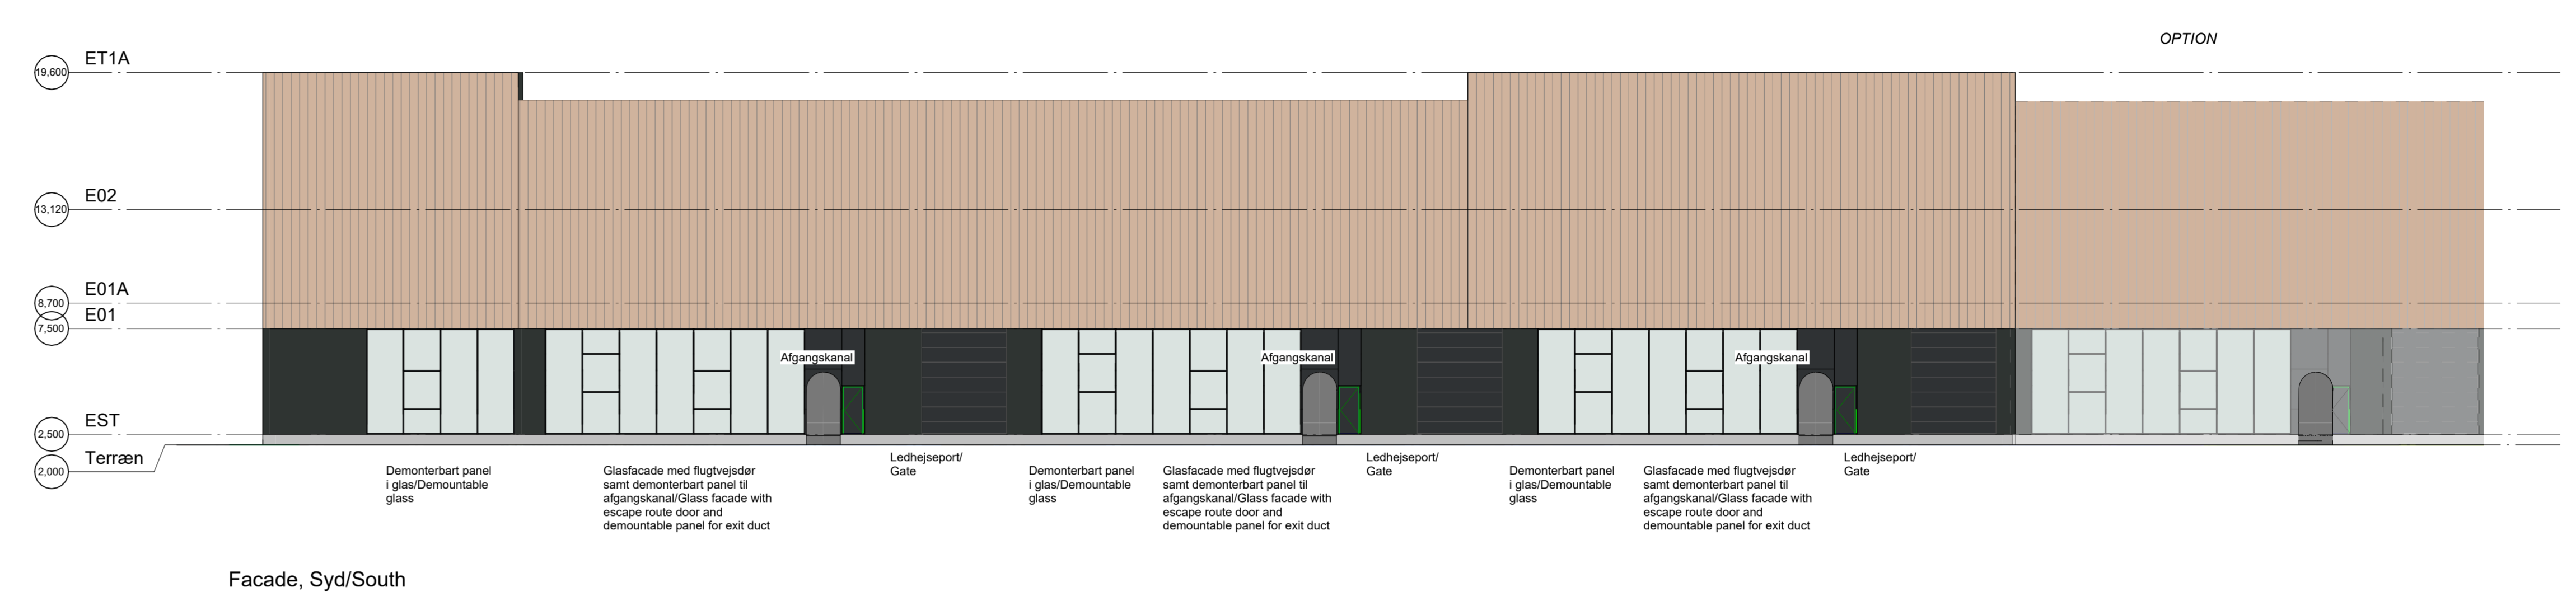 OPTION
ET1A
19,600
E02
13,120
E01A
8,700
E01
7,500
Afgangskanal
Afgangskanal
Afgangskanal
EST
2,500
Terræn
2,000
Demonterbart panel
i glas/Demountable
glass
Glasfacade med flugtvejsdør
samt demonterbart panel til
afgangskanal/Glass facade with
escape route door and
demountable panel for exit duct
Ledhejseport/
Gate
Demonterbart panel
i glas/Demountable
glass
Glasfacade med flugtvejsdør
samt demonterbart panel til
afgangskanal/Glass facade with
escape route door and
demountable panel for exit duct
Ledhejseport/
Gate
Demonterbart panel
i glas/Demountable
glass
Glasfacade med flugtvejsdør
samt demonterbart panel til
afgangskanal/Glass facade with
escape route door and
demountable panel for exit duct
Ledhejseport/
Gate
Facade, Syd/South